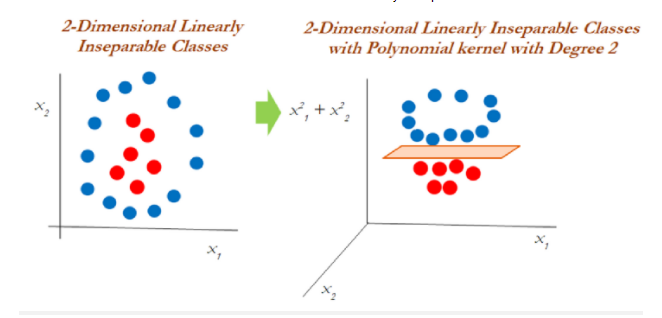 2-Dimensional Linearly
Inseparable Classes
2-Dimensional Linearly Inseparable Classes
with Polynomial kernel with Degree 2
x₂
x²₁ + x²₂
x₁
x₁
x₂